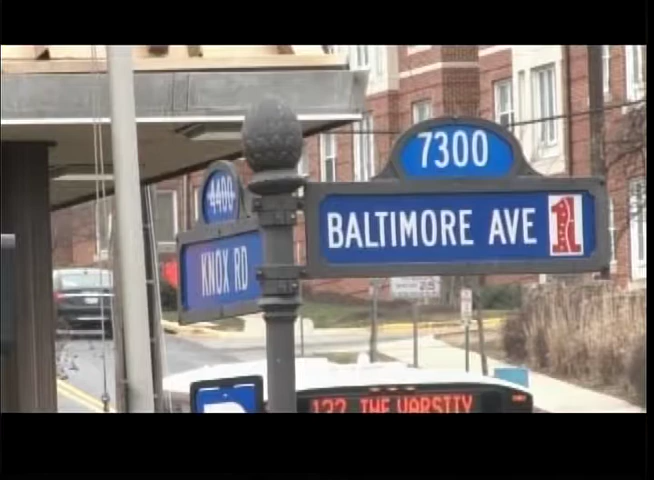 7300
BALTIMORE AVE 1
4400
KNOX RD
P
122 THE VARSITY